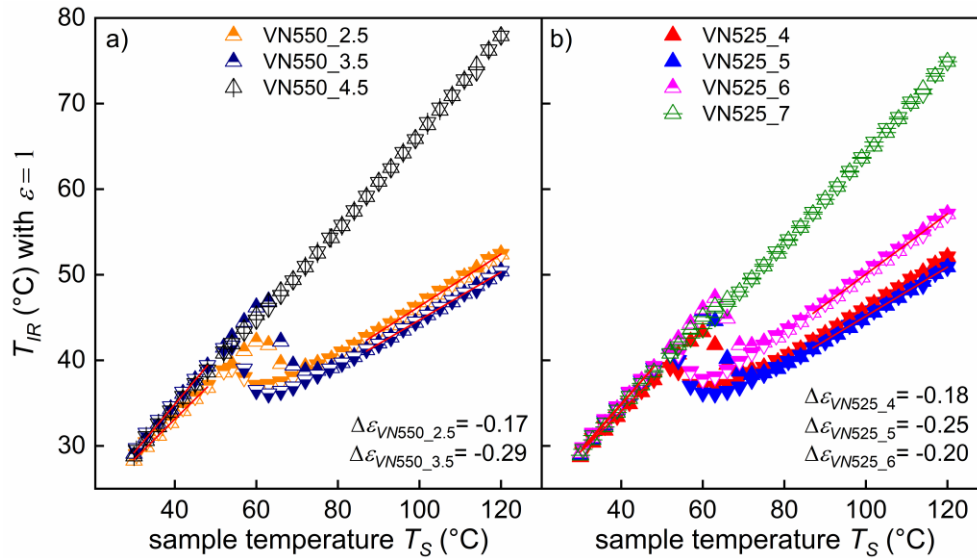 T_IR (°C) with ε = 1
80
70
60
50
40
30
a)
VN550_2.5
VN550_3.5
VN550_4.5
Δε_VN550_2.5 = -0.17
Δε_VN550_3.5 = -0.29
40 60 80 100 120
sample temperature T_S (°C)
b)
VN525_4
VN525_5
VN525_6
VN525_7
Δε_VN525_4 = -0.18
Δε_VN525_5 = -0.25
Δε_VN525_6 = -0.20
40 60 80 100 120
sample temperature T_S (°C)